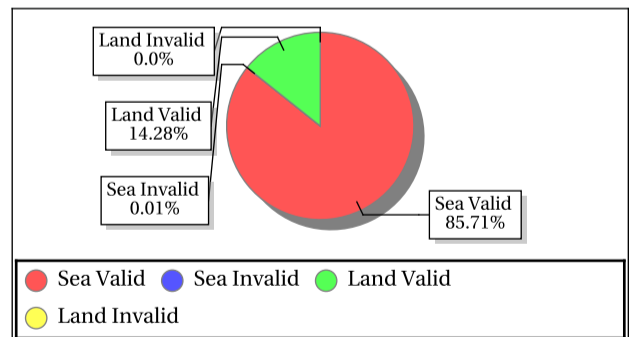 Land Invalid
0.0%
Land Valid
14.28%
Sea Invalid
0.01%
Sea Valid
85.71%
Sea Valid Sea Invalid Land Valid
Land Invalid